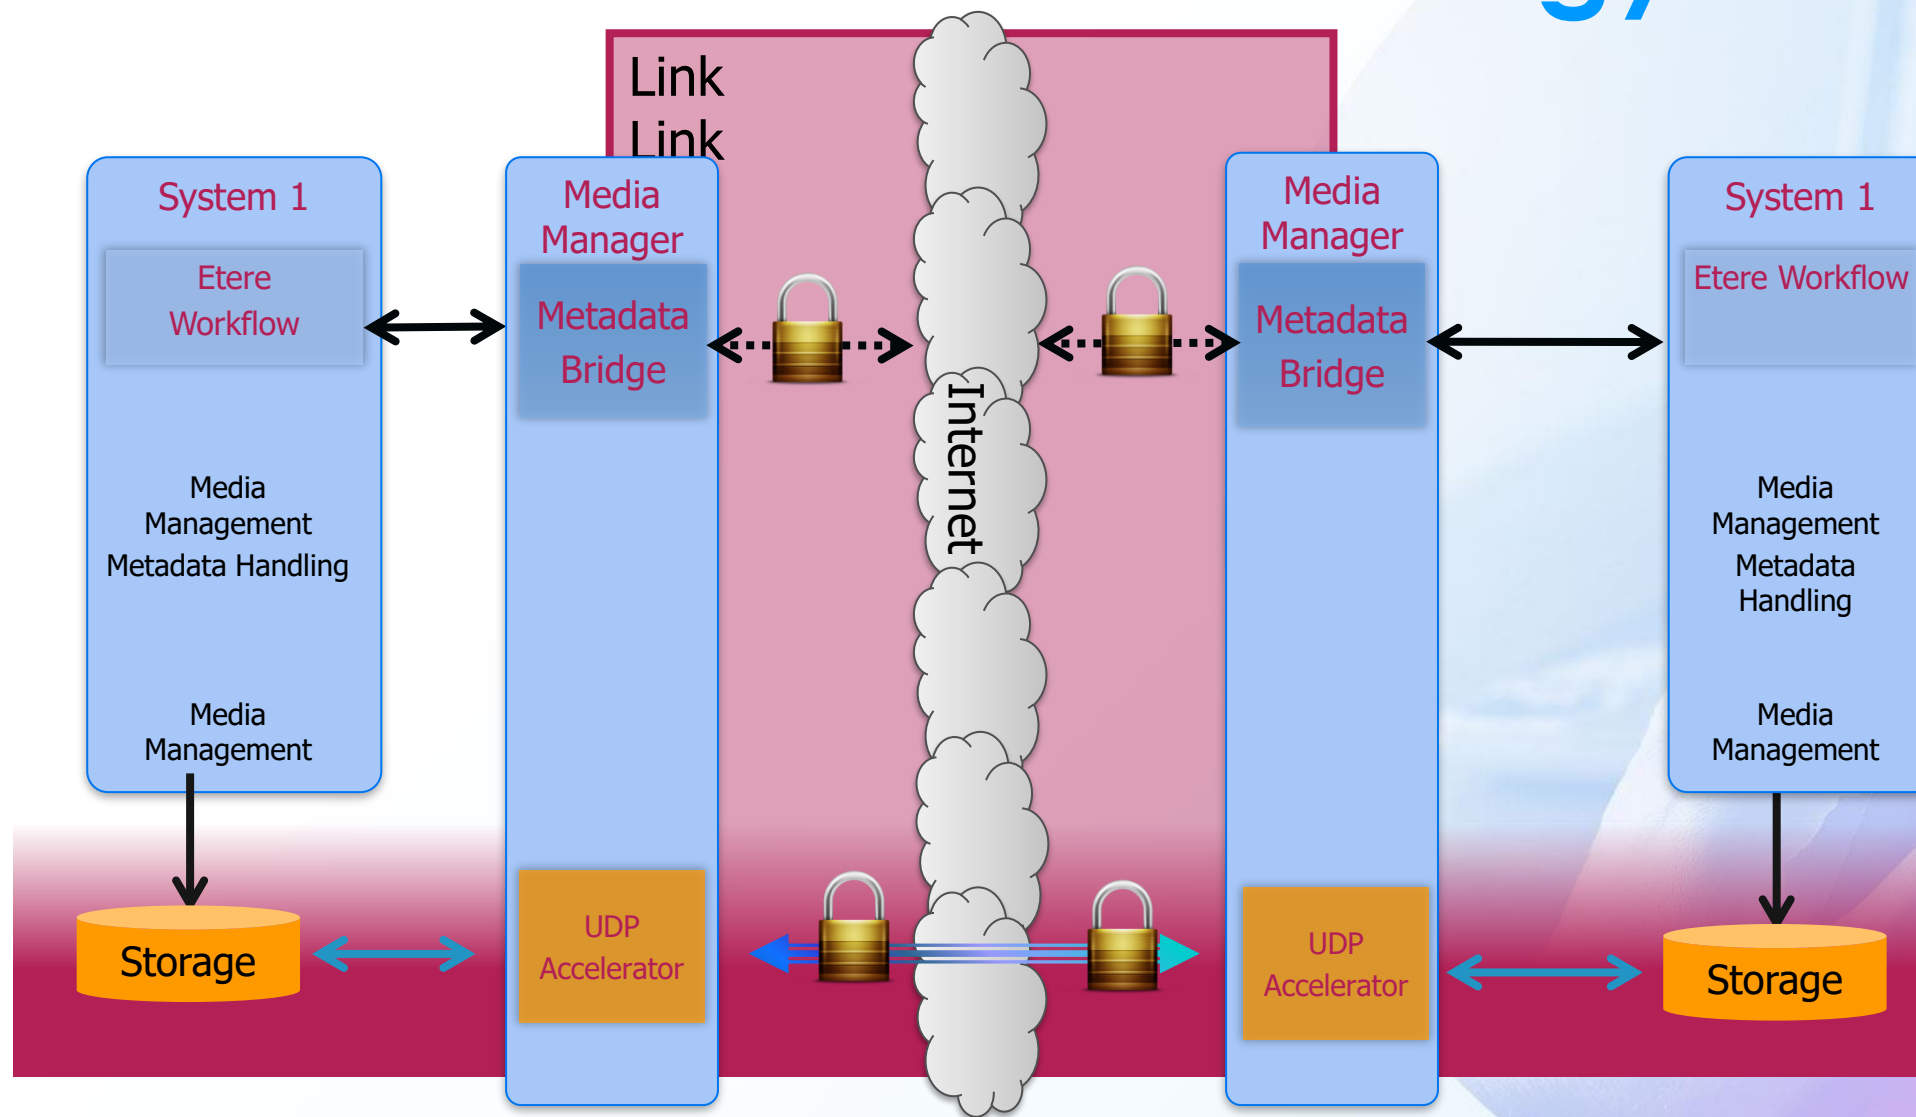 Link
Link
System 1
Etere
Workflow
Media
Management
Metadata Handling
Media
Management
Storage
Media
Manager
Metadata
Bridge
UDP
Accelerator
Internet
Media
Manager
Metadata
Bridge
UDP
Accelerator
System 1
Etere Workflow
Media
Management
Metadata
Handling
Media
Management
Storage